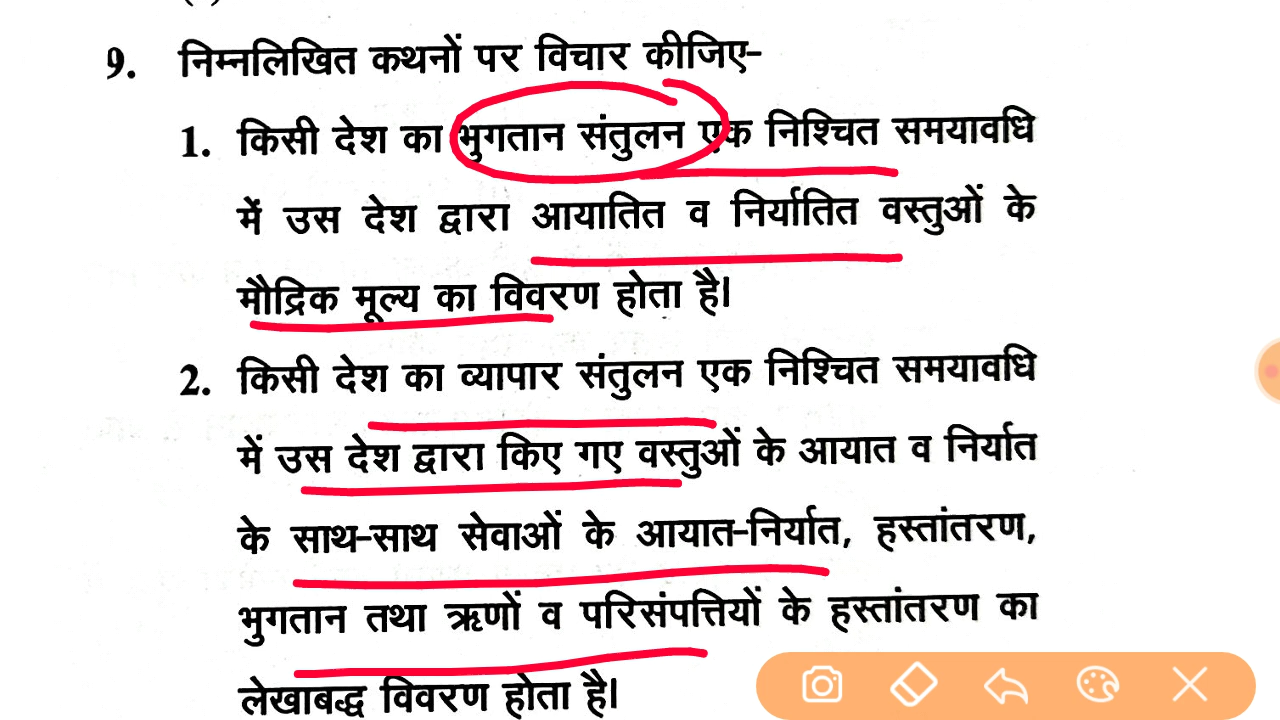 9. निम्नलिखित कथनों पर विचार कीजिए-
1. किसी देश का भुगतान संतुलन एक निश्चित समयावधि
में उस देश द्वारा आयातित व निर्यातित वस्तुओं के
मौद्रिक मूल्य का विवरण होता है।
2. किसी देश का व्यापार संतुलन एक निश्चित समयावधि
में उस देश द्वारा किए गए वस्तुओं के आयात व निर्यात
के साथ-साथ सेवाओं के आयात-निर्यात, हस्तांतरण,
भुगतान तथा ऋणों व परिसंपत्तियों के हस्तांतरण का
लेखाबद्ध विवरण होता है।